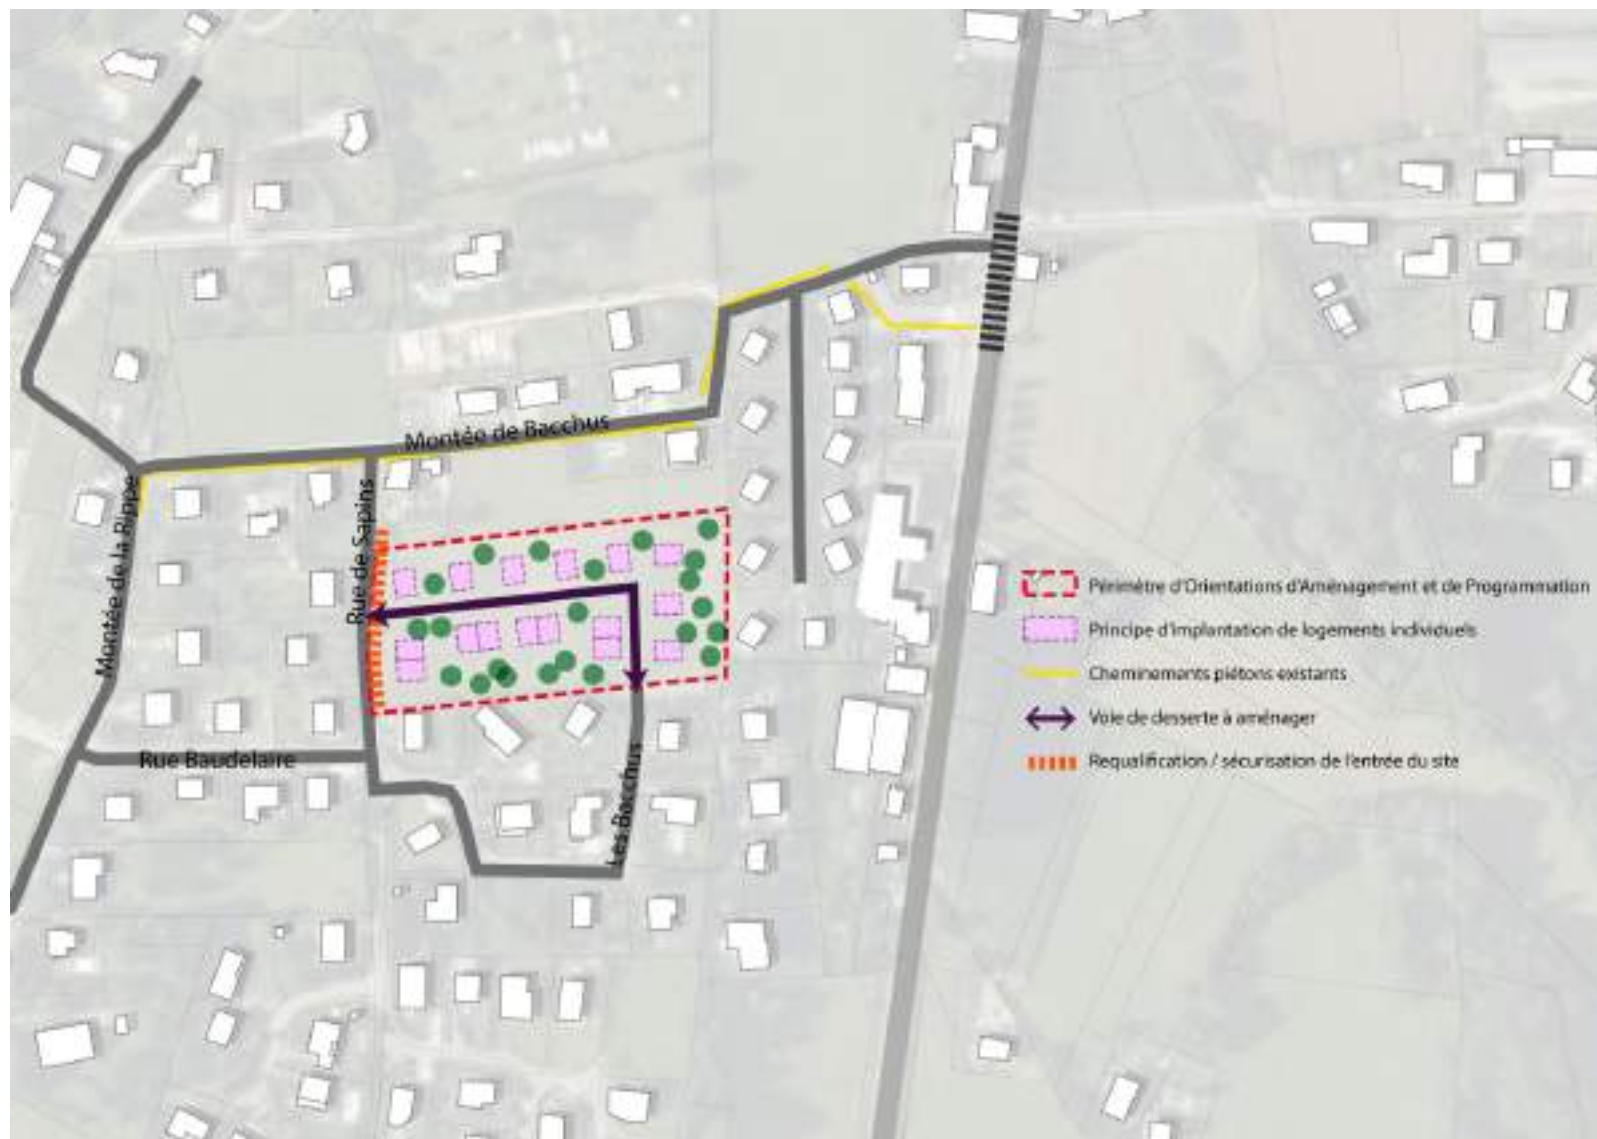 Montée de Bacchus
Montée de la Rippe
Rue de Sapins
Périmètre d'Orientations d'Aménagement et de Programmation
Principe d'implantation de logements individuels
Cheminements piétons existants
Voie de desserte à aménager
Requalification / sécurisation de l'entrée du site
Rue Baudelaire
Les Bacchus